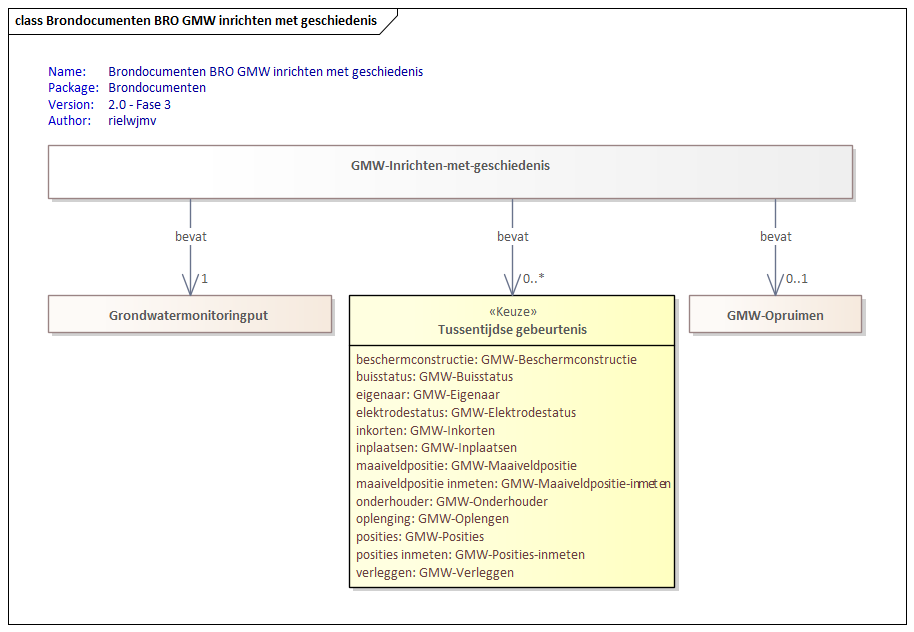 class Brondocumenten BRO GMW inrichten met geschiedenis
Name: Brondocumenten BRO GMW inrichten met geschiedenis
Package: Brondocumenten
Version: 2.0 - Fase 3
Author: rielwjmv
GMW-Inrichten-met-geschiedenis
bevat bevat bevat
1 0..* 0..1
Grondwatermonitoringput
«Keuze»
Tussentijdse gebeurtenis
beschermconstructie: GMW-Beschermconstructie
buisstatus: GMW-Buisstatus
eigenaar: GMW-Eigenaar
elektrodestatus: GMW-Elektrodestatus
inkorten: GMW-Inkorten
inplaatsen: GMW-Inplaatsen
maaiveldpositie: GMW-Maaiveldpositie
maaiveldpositie inmeten: GMW-Maaiveldpositie-inmeten
onderhouder: GMW-Onderhouder
oplenging: GMW-Oplengen
posities: GMW-Posities
posities inmeten: GMW-Posities-inmeten
verleggen: GMW-Verleggen
GMW-Opruimen